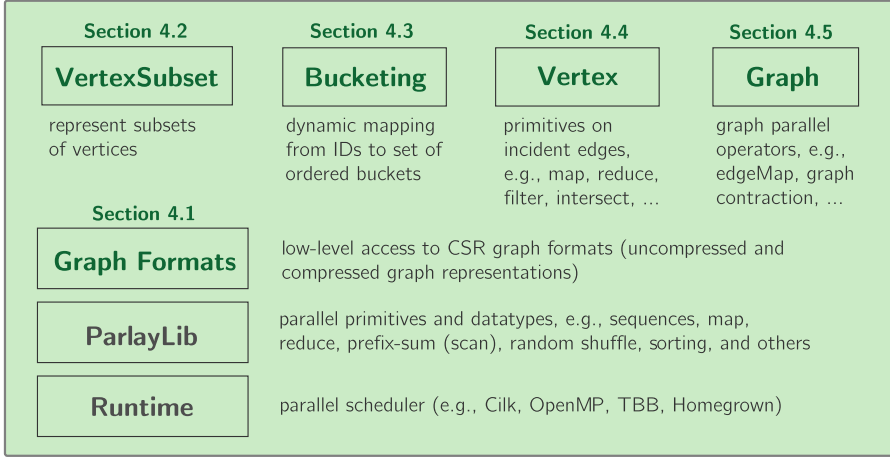 Section 4.2
VertexSubset
represent subsets
of vertices
Section 4.3
Bucketing
dynamic mapping
from IDs to set of
ordered buckets
Section 4.4
Vertex
primitives on
incident edges,
e.g., map, reduce,
filter, intersect, ...
Section 4.5
Graph
graph parallel
operators, e.g.,
edgeMap, graph
contraction, ...
Section 4.1
Graph Formats
low-level access to CSR graph formats (uncompressed and
compressed graph representations)
ParlayLib
parallel primitives and datatypes, e.g., sequences, map,
reduce, prefix-sum (scan), random shuffle, sorting, and others
Runtime
parallel scheduler (e.g., Cilk, OpenMP, TBB, Homegrown)